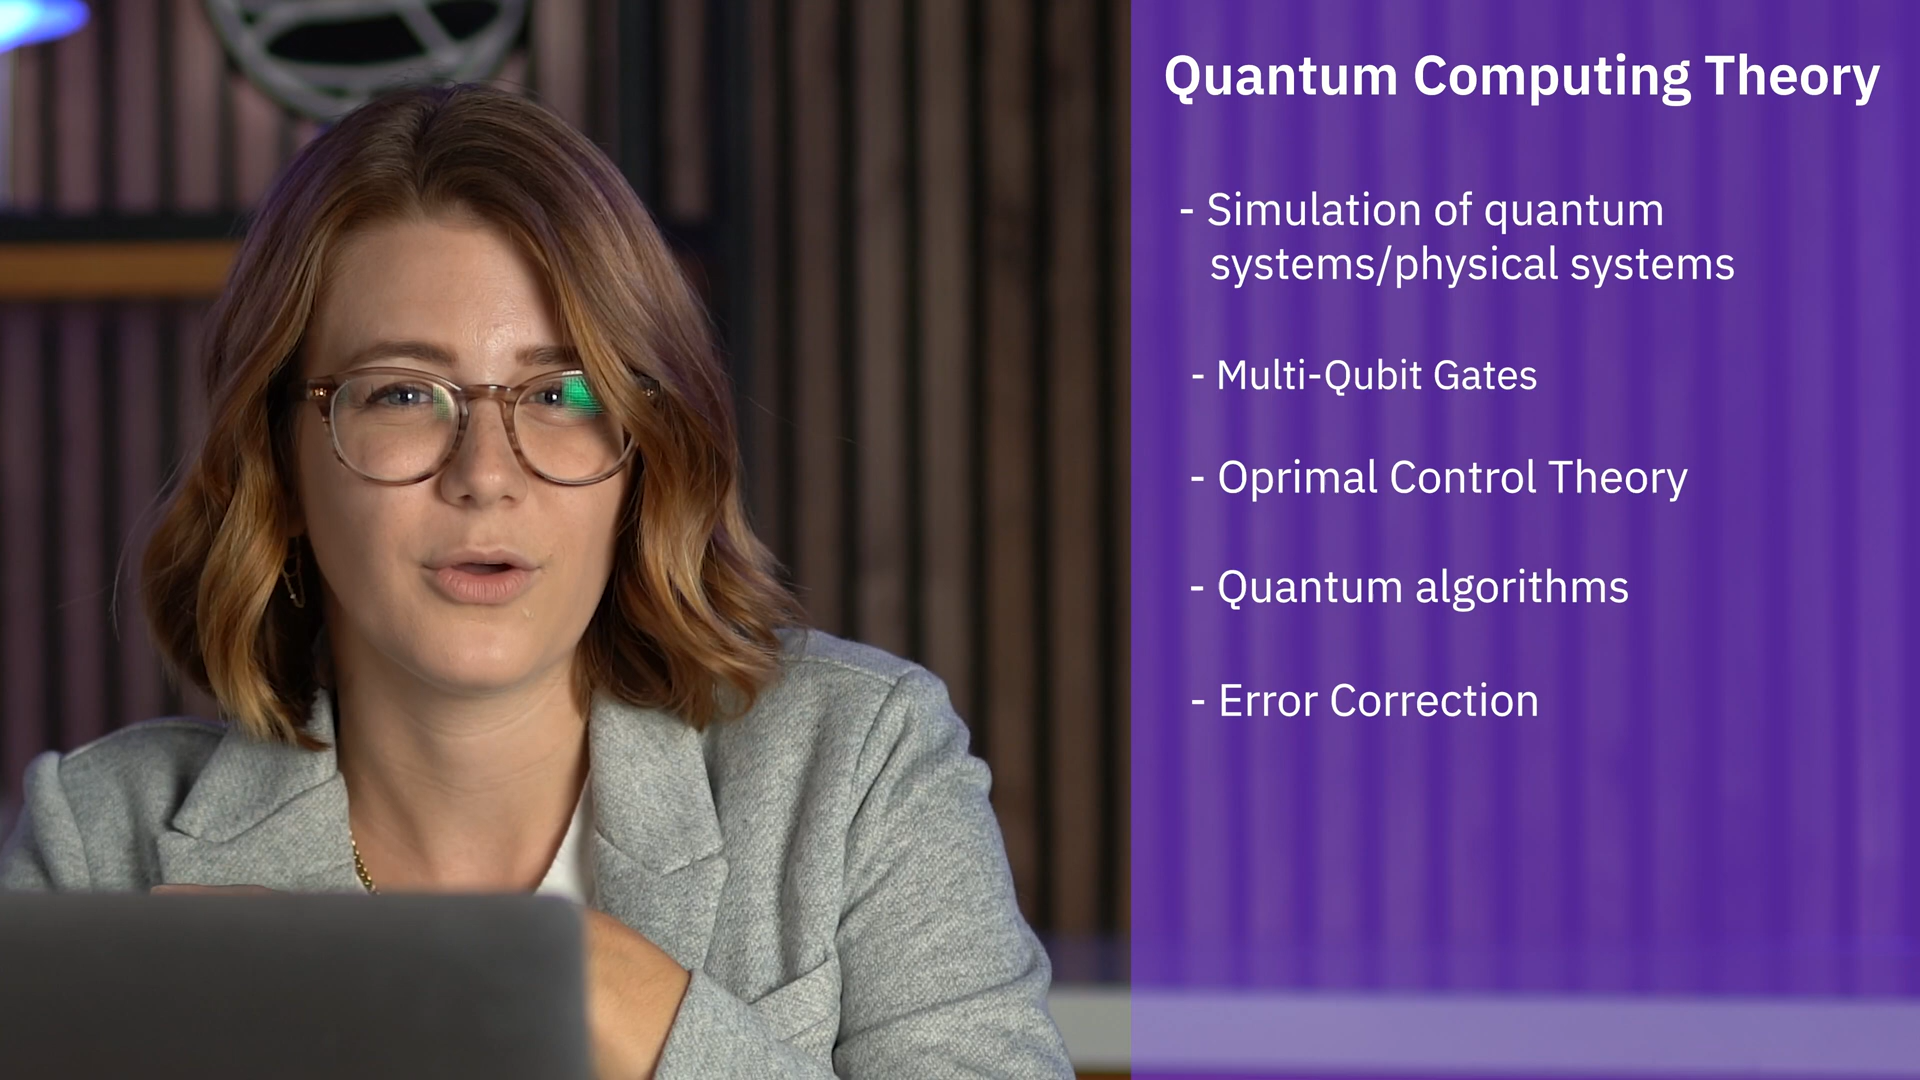 Quantum Computing Theory
- Simulation of quantum
systems/physical systems
- Multi-Qubit Gates
- Oprimal Control Theory
- Quantum algorithms
- Error Correction